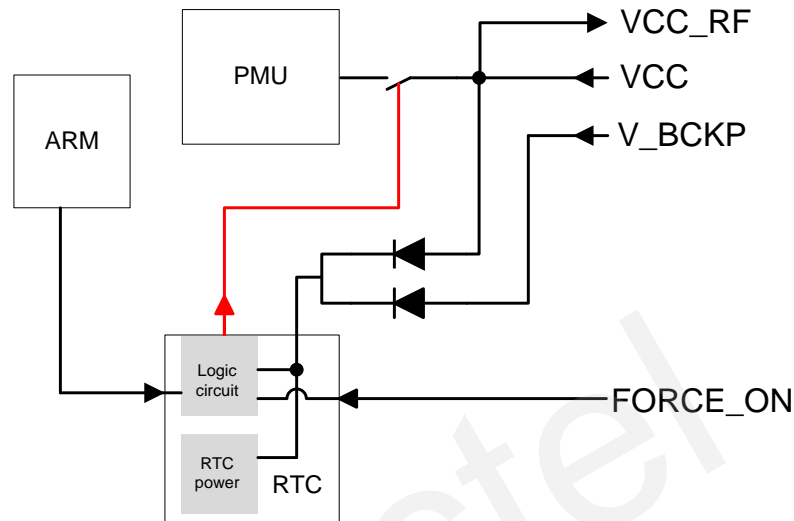 VCC_RF
PMU
VCC
ARM
V_BCKP
Logic
circuit
FORCE_ON
RTC
power
RTC